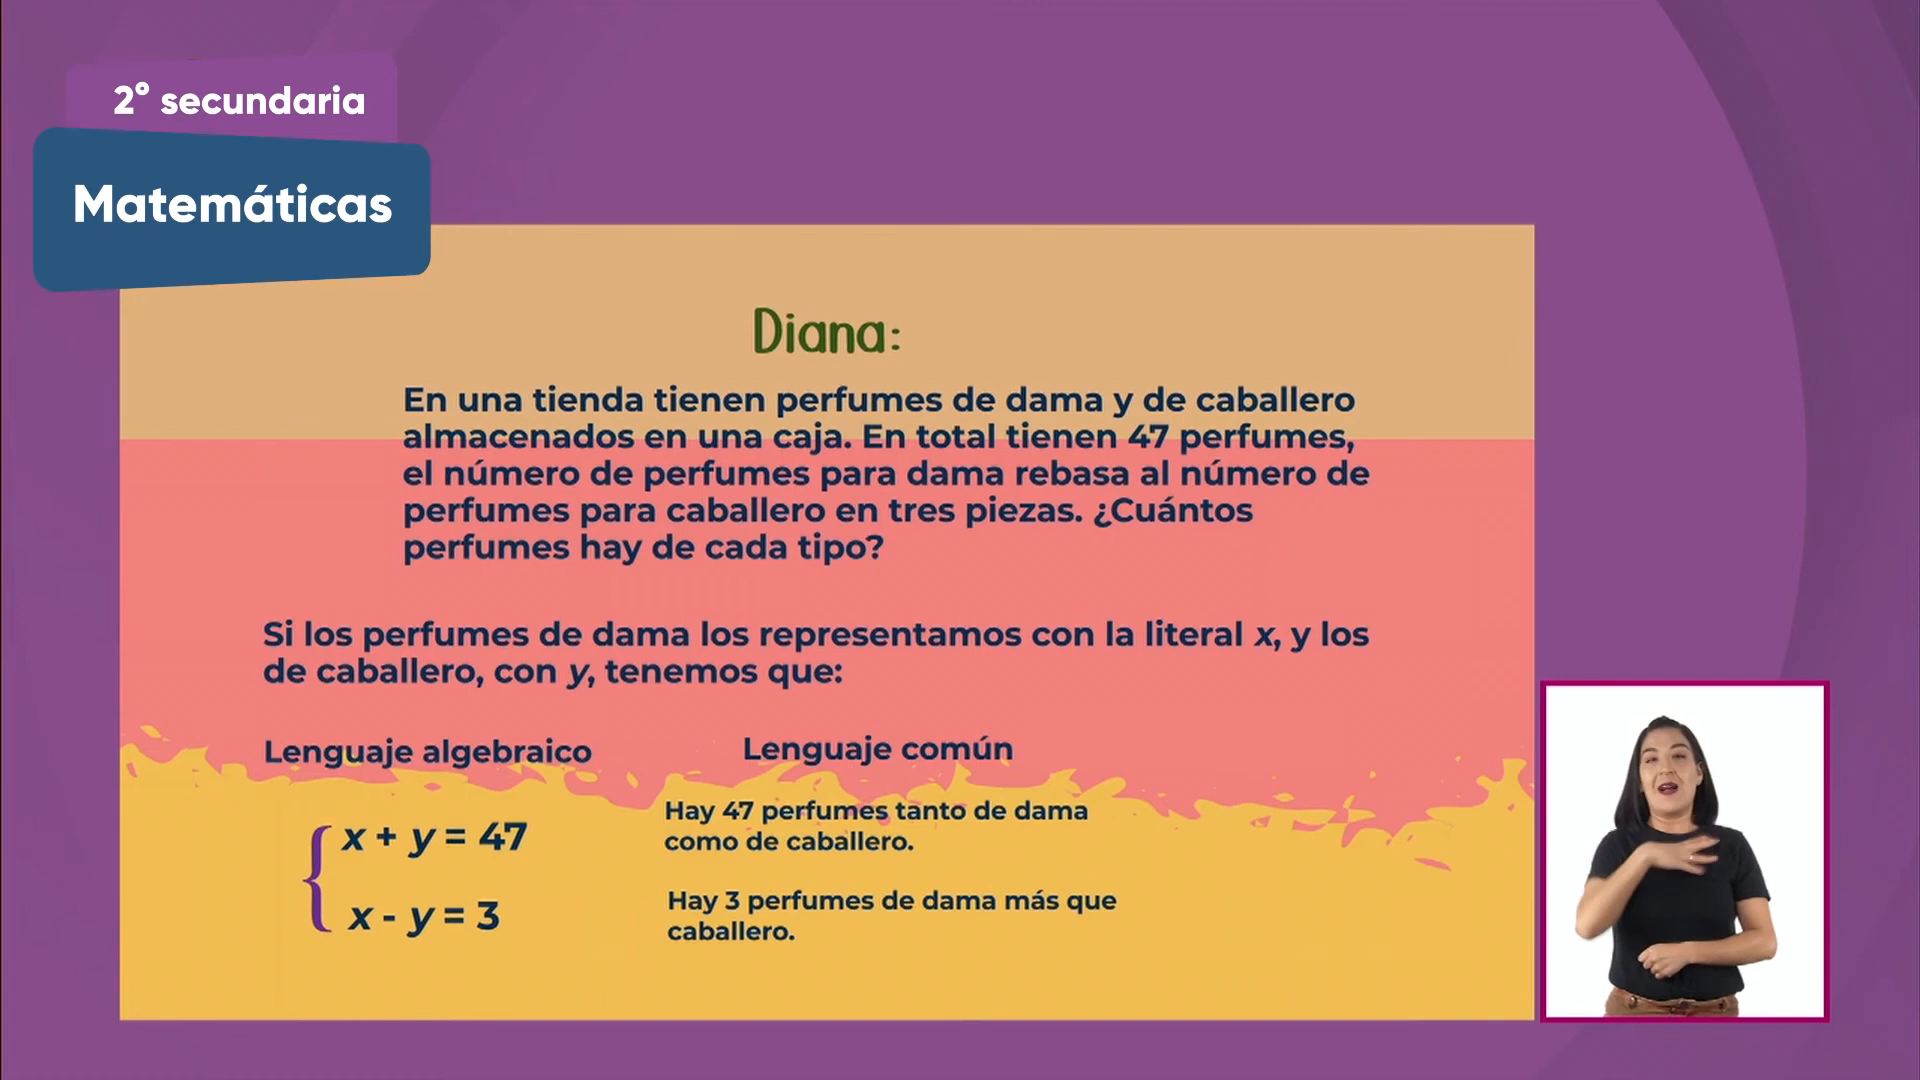 2° secundaria
Matemáticas
Diana:
En una tienda tienen perfumes de dama y de caballero
almacenados en una caja. En total tienen 47 perfumes,
el número de perfumes para dama rebasa al número de
perfumes para caballero en tres piezas. ¿Cuántos
perfumes hay de cada tipo?
Si los perfumes de dama los representamos con la literal x, y los
de caballero, con y, tenemos que:
Lenguaje algebraico
x + y = 47
x - y = 3
Lenguaje común
Hay 47 perfumes tanto de dama
como de caballero.
Hay 3 perfumes de dama más que
caballero.